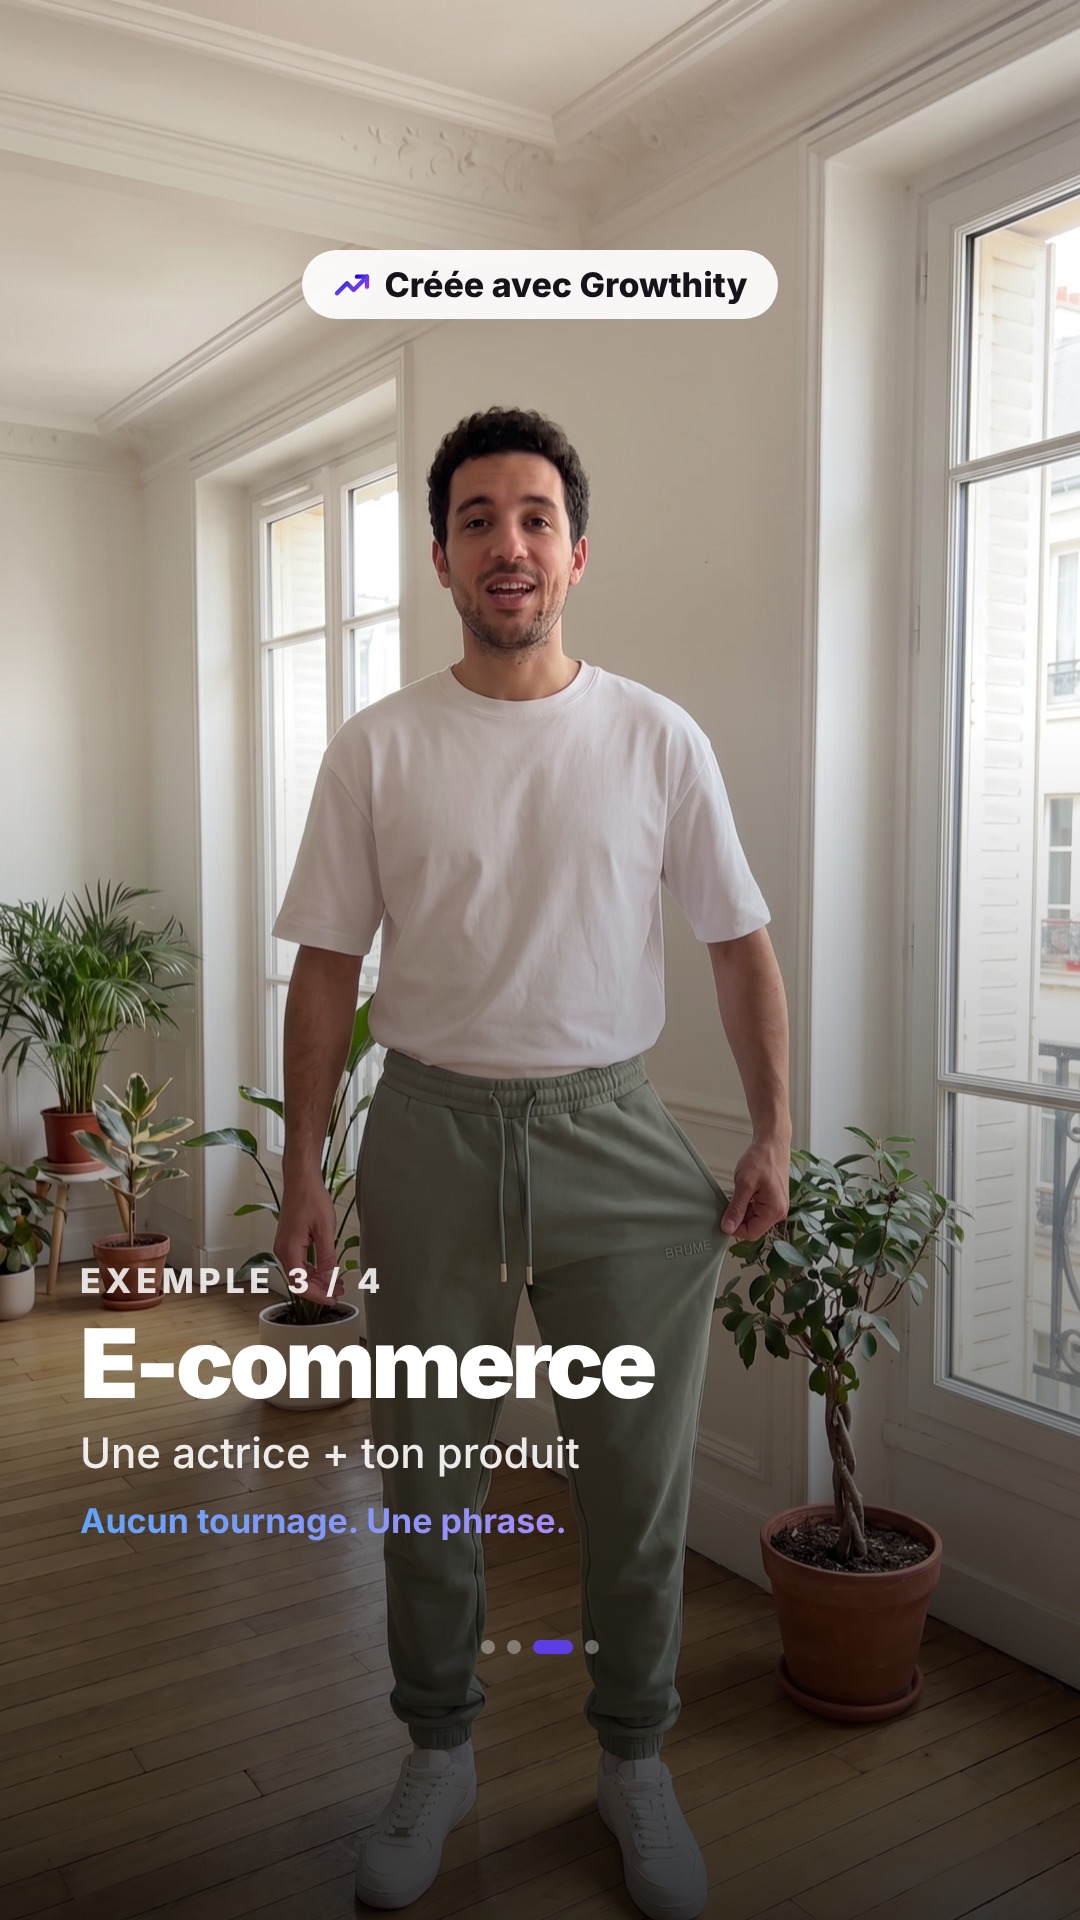 Créée avec Growthity
BRUME
EXEMPLE 3 / 4
E-commerce
Une actrice + ton produit
Aucun tournage. Une phrase.